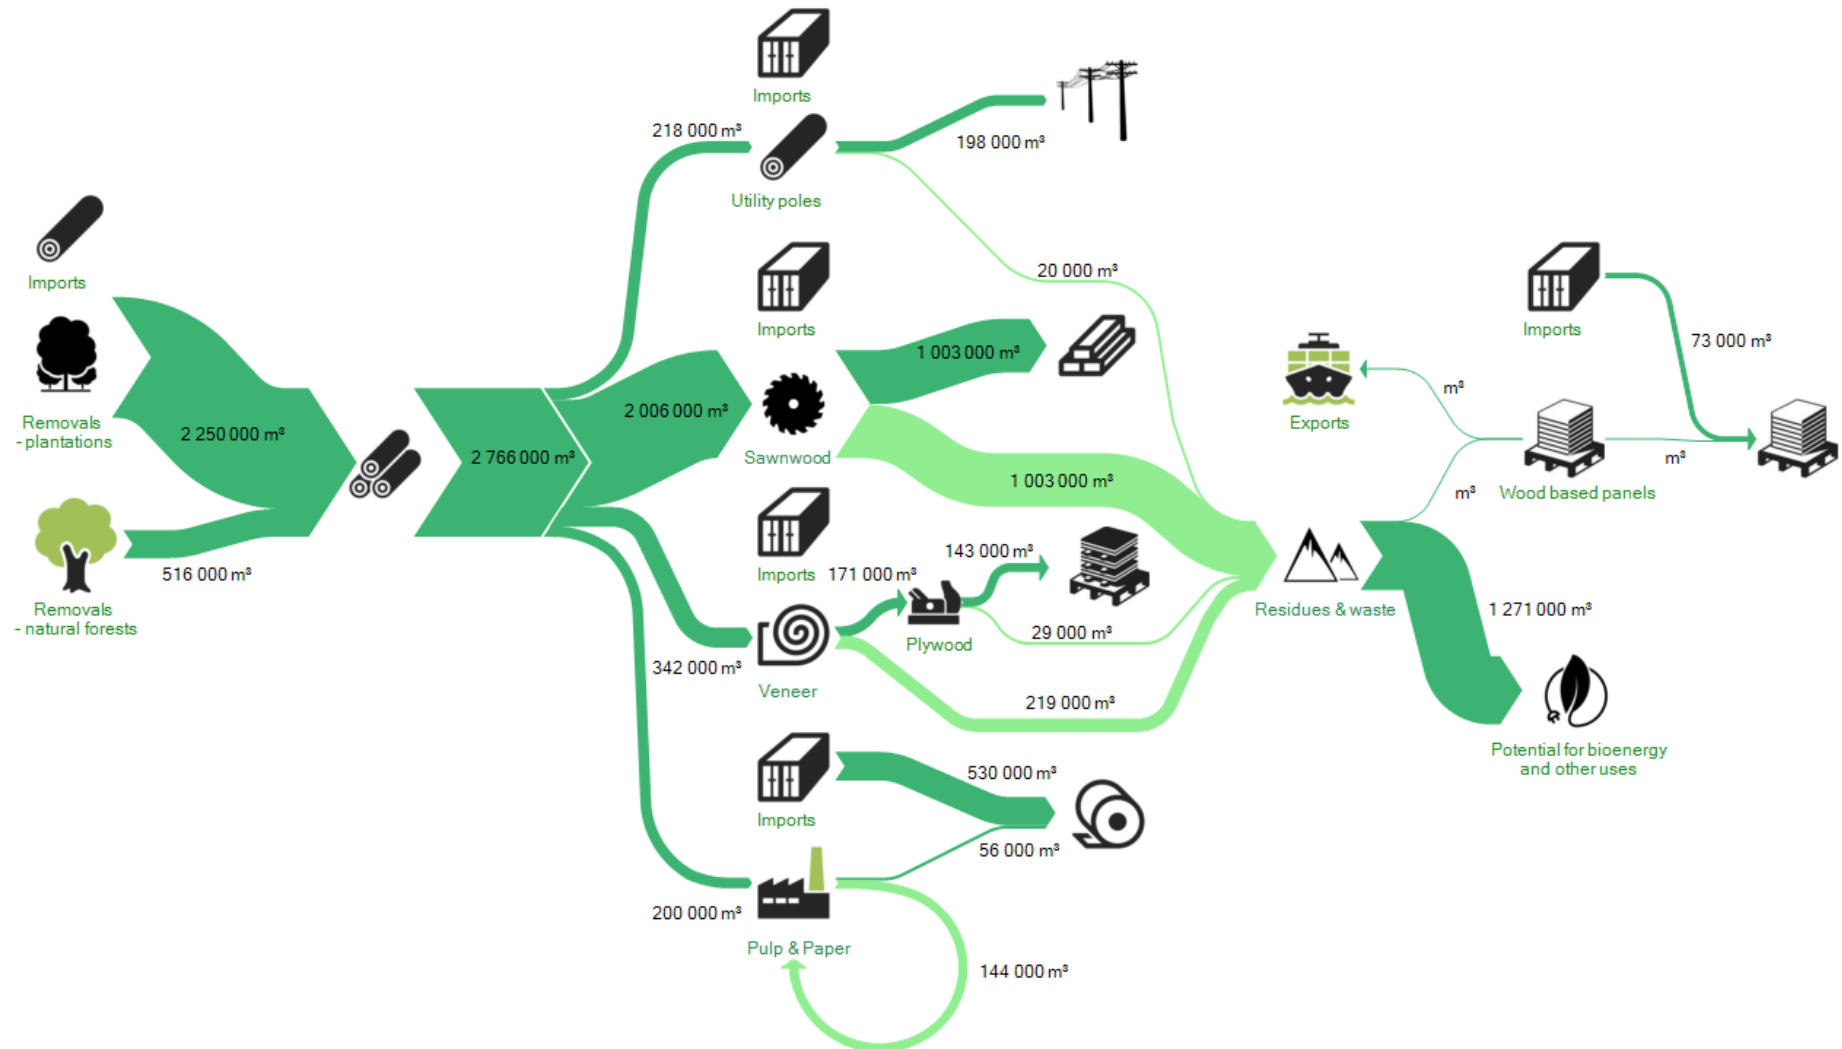 Imports
218 000 m³
198 000 m³
Utility poles
Imports
20 000 m³
Imports
Imports
1 003 000 m³
73 000 m³
m³
Exports
Removals
- plantations
2 250 000 m³
2 006 000 m³
2 766 000 m³
Sawnwood
m³
1 003 000 m³
m³
Wood based panels
516 000 m³
Imports
171 000 m³
143 000 m³
Removals
- natural forests
Residues & waste
1 271 000 m³
29 000 m³
Plywood
342 000 m³
Veneer
219 000 m³
Potential for bioenergy
and other uses
530 000 m³
Imports
56 000 m³
200 000 m³
Pulp & Paper
144 000 m³